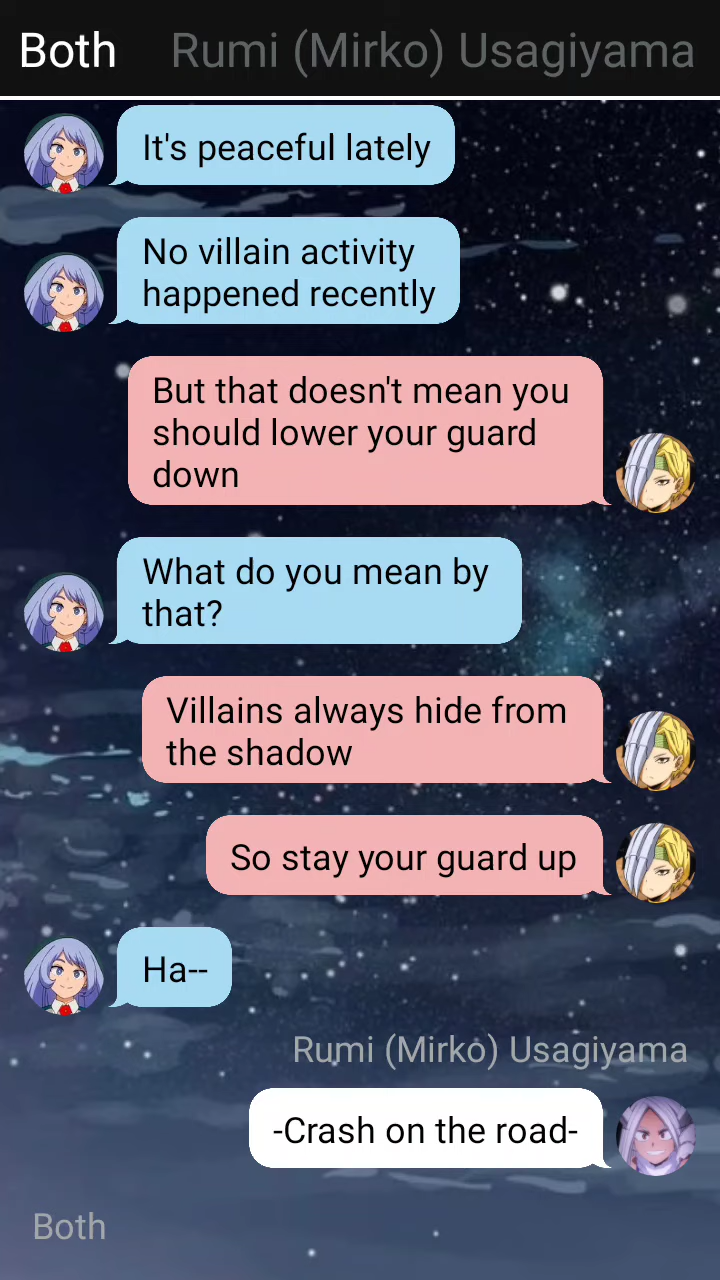 Both Rumi (Mirko) Usagiyama
It's peaceful lately
No villain activity
happened recently
But that doesn't mean you
should lower your guard
down
What do you mean by
that?
Villains always hide from
the shadow
So stay your guard up
Ha--
Rumi (Mirko) Usagiyama
-Crash on the road-
Both